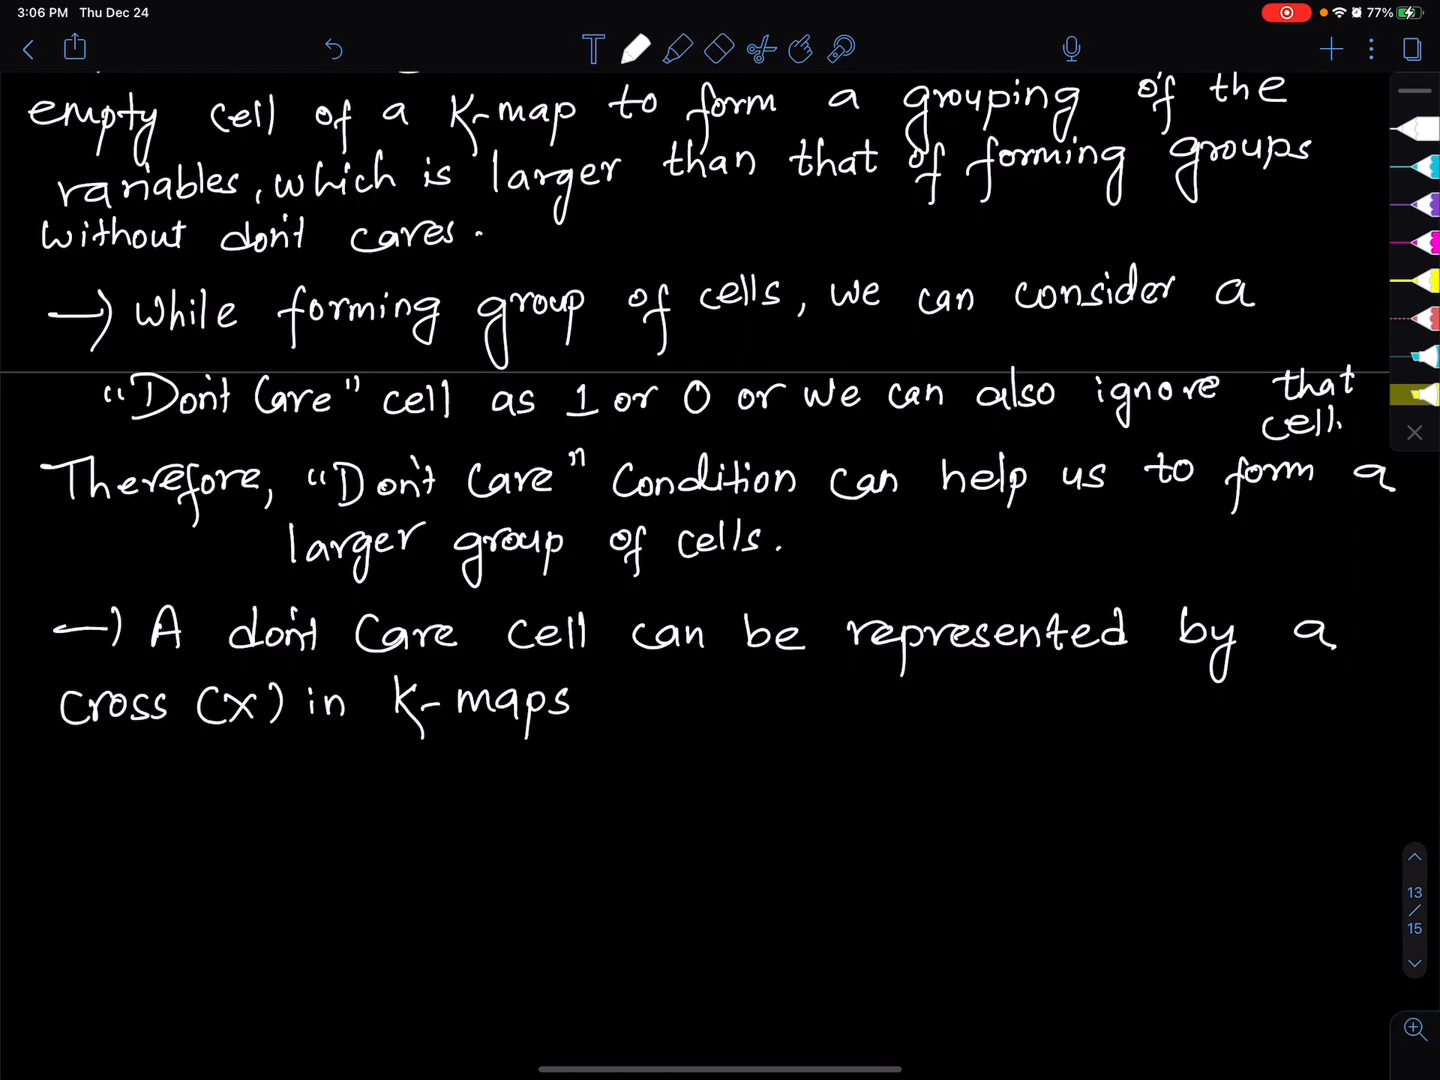 3:06 PM Thu Dec 24
77%
empty cell of a K-map to form a grouping of the
variables, which is larger than that of forming groups
without don't cares.
→ While forming group of cells, we can consider a
"Don't Care" cell as 1 or 0 or we can also ignore that
cell.
Therefore, "Don't Care" Condition can help us to form a
larger group of cells.
→ A don't Care cell can be represented by a
cross (x) in K-maps
13
/
15